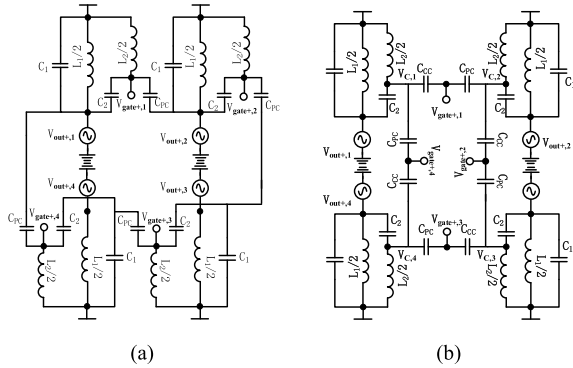 C1
L1/2
L2/2
C1
L1/2
L2/2
C2
Vgate+,1
CPC
C2
Vgate+,2
CPC
Vout+,1
Vout+,2
Vout+,4
Vout+,3
CPC
Vgate+,4
C2
CPC
Vgate+,3
C2
L2/2
L1/2
C1
L2/2
L1/2
C1
(a)
C1
L1/2
L2/2
VC,1
CCC
CPC
VC,2
L2/2
L1/2
C1
C2
Vgate+,1
C2
CPC
CCC
Vout+,1
Vgate+,4
Vgate+,2
Vout+,2
Vout+,4
CCC
CPC
C2
Vgate+,3
C2
CPC
CCC
L1/2
L2/2
VC,4
VC,3
L2/2
L1/2
C1
(b)